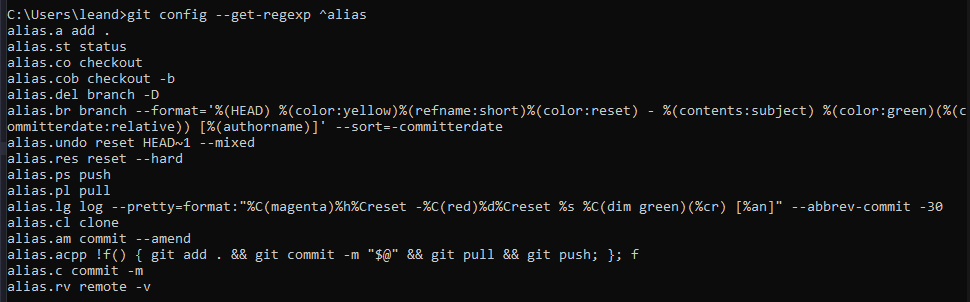 C:\Users\leand>git config --get-regexp ^alias
alias.a add .
alias.st status
alias.co checkout
alias.cob checkout -b
alias.del branch -D
alias.br branch --format='%(HEAD) %(color:yellow)%(refname:short)%(color:reset) - %(contents:subject) %(color:green)(%(c
ommitterdate:relative)) [%(authorname)]' --sort=-committerdate
alias.undo reset HEAD~1 --mixed
alias.res reset --hard
alias.ps push
alias.pl pull
alias.lg log --pretty=format:"%C(magenta)%h%Creset -%C(red)%d%Creset %s %C(dim green)(%cr) [%an]" --abbrev-commit -30
alias.cl clone
alias.am commit --amend
alias.acpp !f() { git add . && git commit -m "$@" && git pull && git push; }; f
alias.c commit -m
alias.rv remote -v